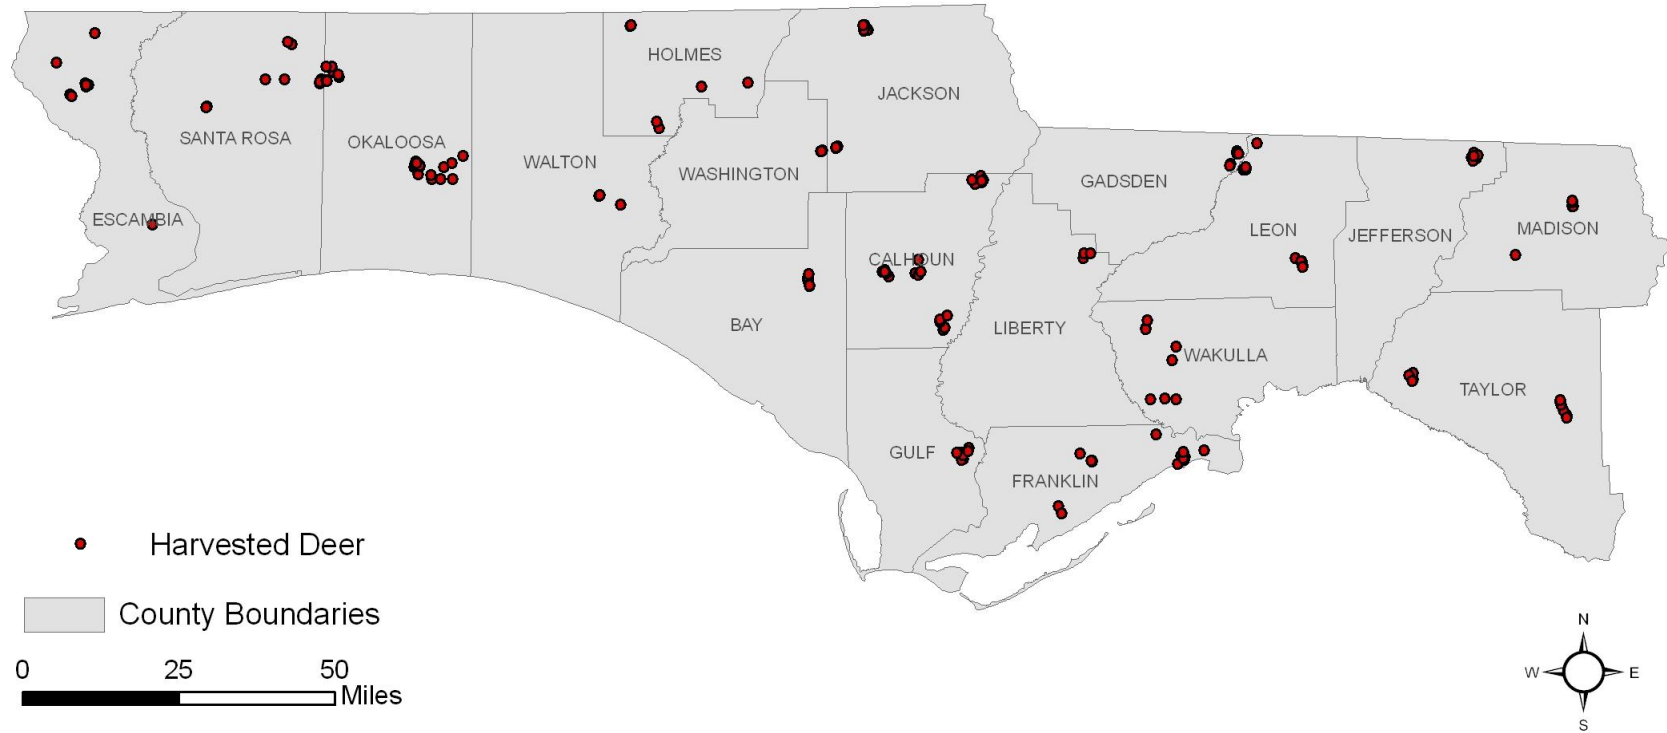 HOLMES
JACKSON
SANTA ROSA
OKALOOSA
WALTON
WASHINGTON
GADSDEN
ESCAMBIA
LEON
JEFFERSON
MADISON
CALHOUN
BAY
LIBERTY
WAKULLA
TAYLOR
GULF
FRANKLIN
Harvested Deer
County Boundaries
0 25 50
Miles
N
W E
S